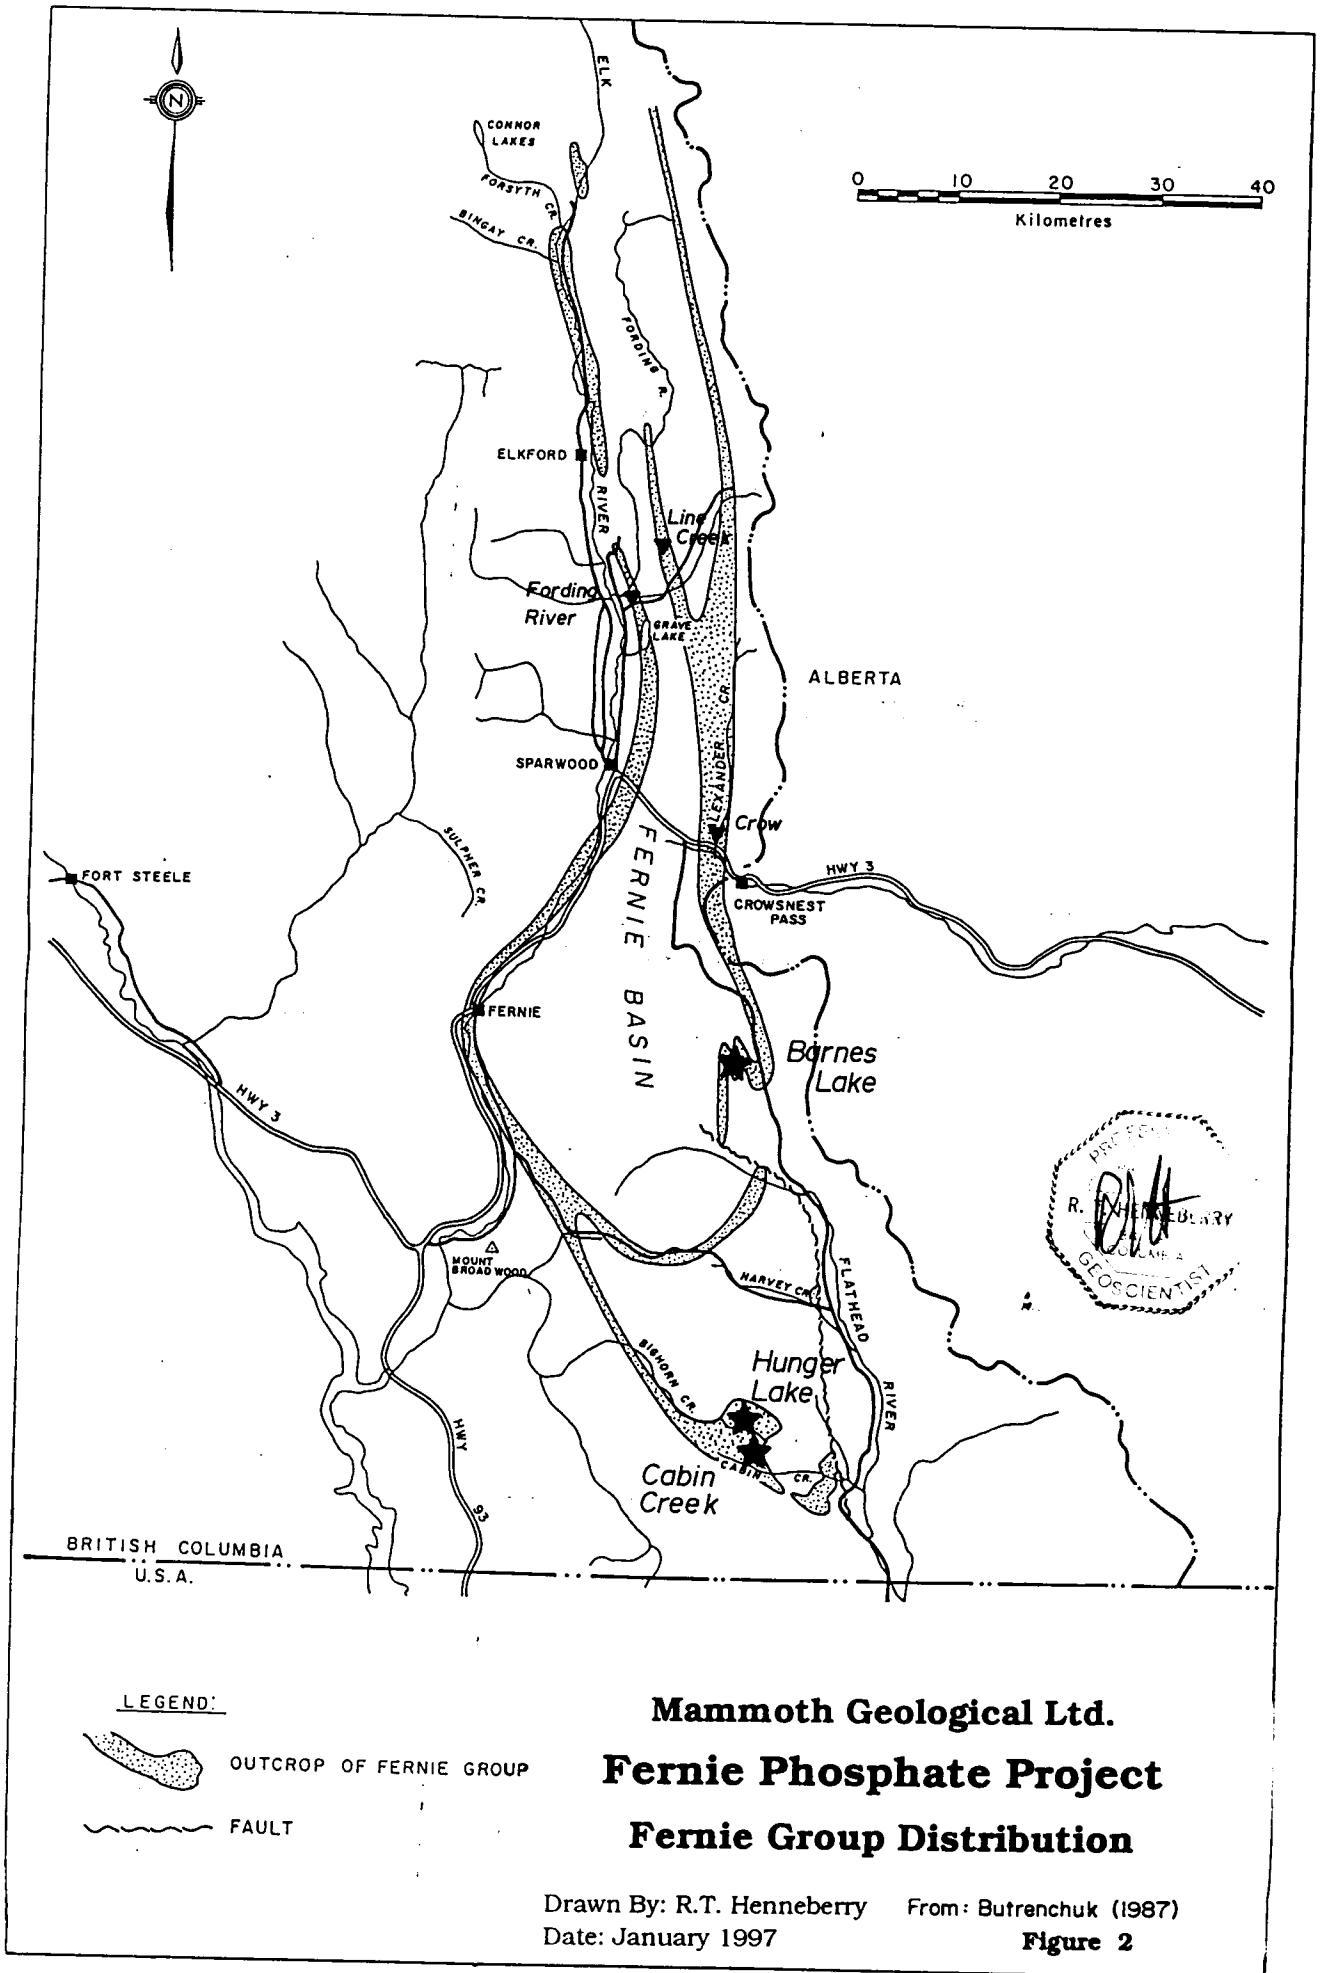 N
ELK
CONNOR
LAKES
FORSYTH CR.
BINGAY CR.
0 10 20 30 40
Kilometres
FORDING R.
ELKFORD
RIVER
Line
Creek
Fording
River
GRAVE
LAKE
ALBERTA
CR.
LEXANDER
SPARWOOD
Crow
SULPHER CR.
FERNIE BASIN
HWY 3
FORT STEELE
CROWSNEST
PASS
FERNIE
Barnes
Lake
HWY 3
R. T. HENNEBERRY
GEOSCIENTIST
MOUNT
BROADWOOD
HARVEY CR.
FLATHEAD
RIVER
BIGHORN CR.
Hunger
Lake
HWY
93
CABIN CR.
Cabin
Creek
BRITISH COLUMBIA
U.S.A.
LEGEND:
OUTCROP OF FERNIE GROUP
FAULT
Mammoth Geological Ltd.
Fernie Phosphate Project
Fernie Group Distribution
Drawn By: R.T. Henneberry From: Butrenchuk (1987)
Date: January 1997 Figure 2